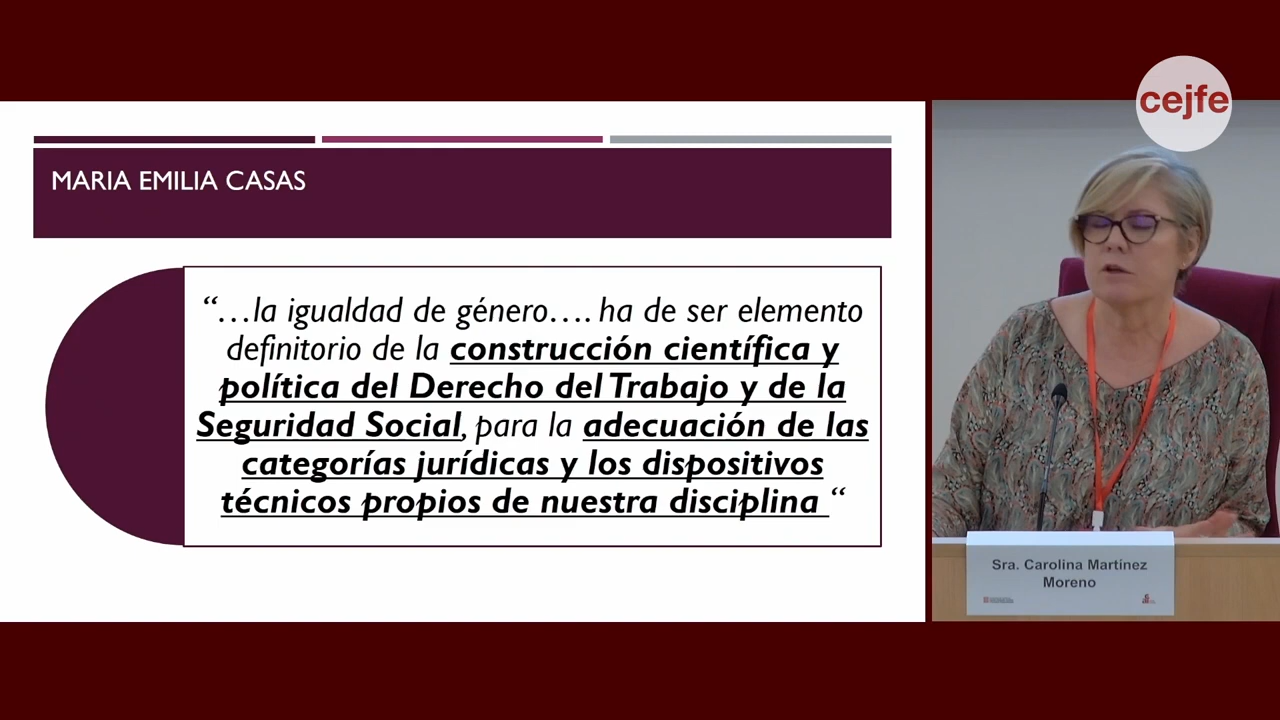 cejfe
MARIA EMILIA CASAS
“…la igualdad de género…. ha de ser elemento
definitorio de la construcción científica y
política del Derecho del Trabajo y de la
Seguridad Social, para la adecuación de las
categorías jurídicas y los dispositivos
técnicos propios de nuestra disciplina “
Sra. Carolina Martínez
Moreno